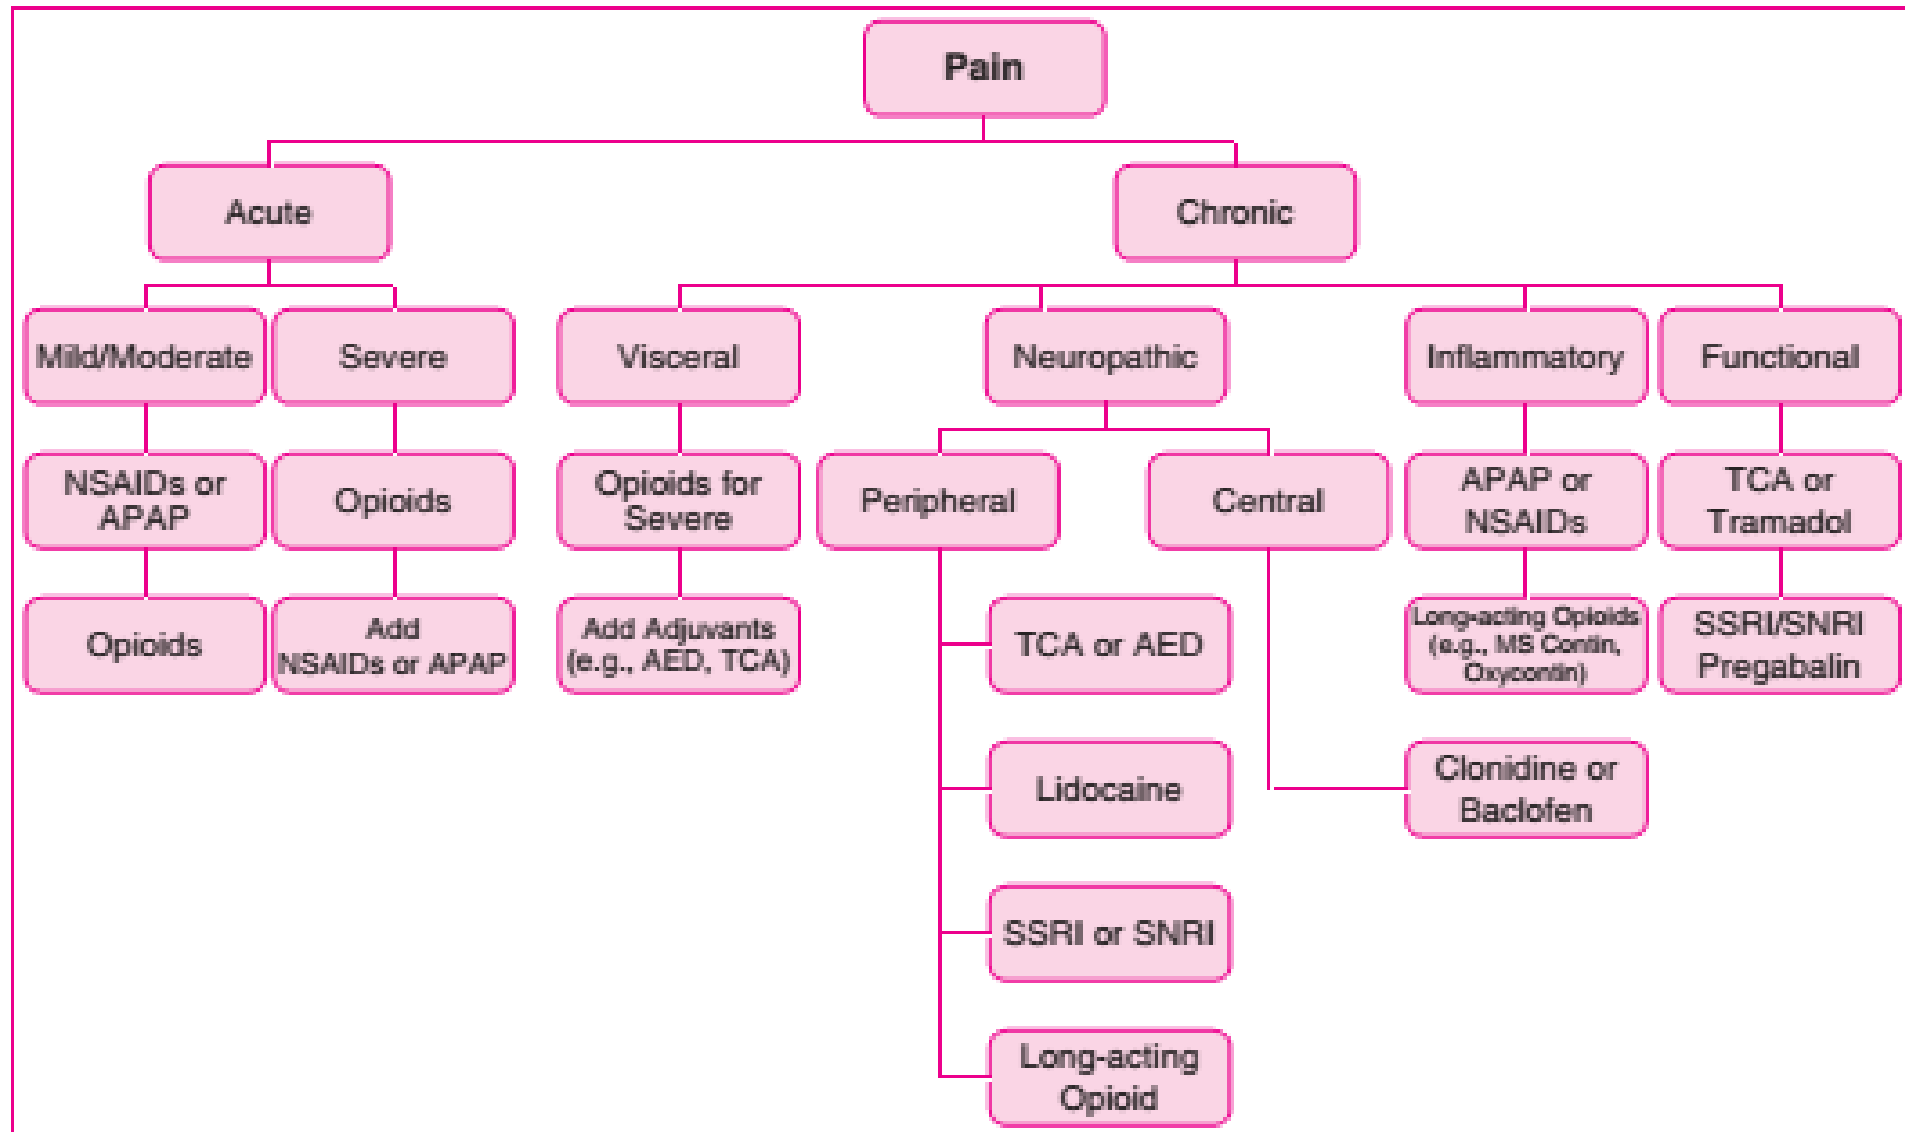 Pain
Acute
Chronic
Mild/Moderate
Severe
Visceral
Neuropathic
Inflammatory
Functional
NSAIDs or
APAP
Opioids
Opioids for
Severe
Peripheral
Central
APAP or
NSAIDs
TCA or
Tramadol
Opioids
Add
NSAIDs or APAP
Add Adjuvants
(e.g., AED, TCA)
TCA or AED
Long-acting Opioids
(e.g., MS Contin,
Oxycontin)
SSRI/SNRI
Pregabalin
Lidocaine
Clonidine or
Baclofen
SSRI or SNRI
Long-acting
Opioid